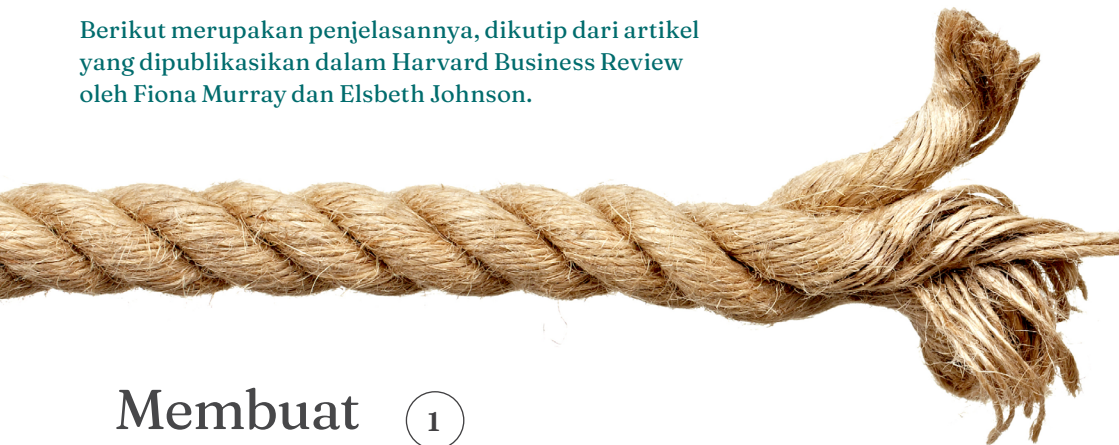 Berikut merupakan penjelasannya, dikutip dari artikel
yang dipublikasikan dalam Harvard Business Review
oleh Fiona Murray dan Elsbeth Johnson.
Membuat
1